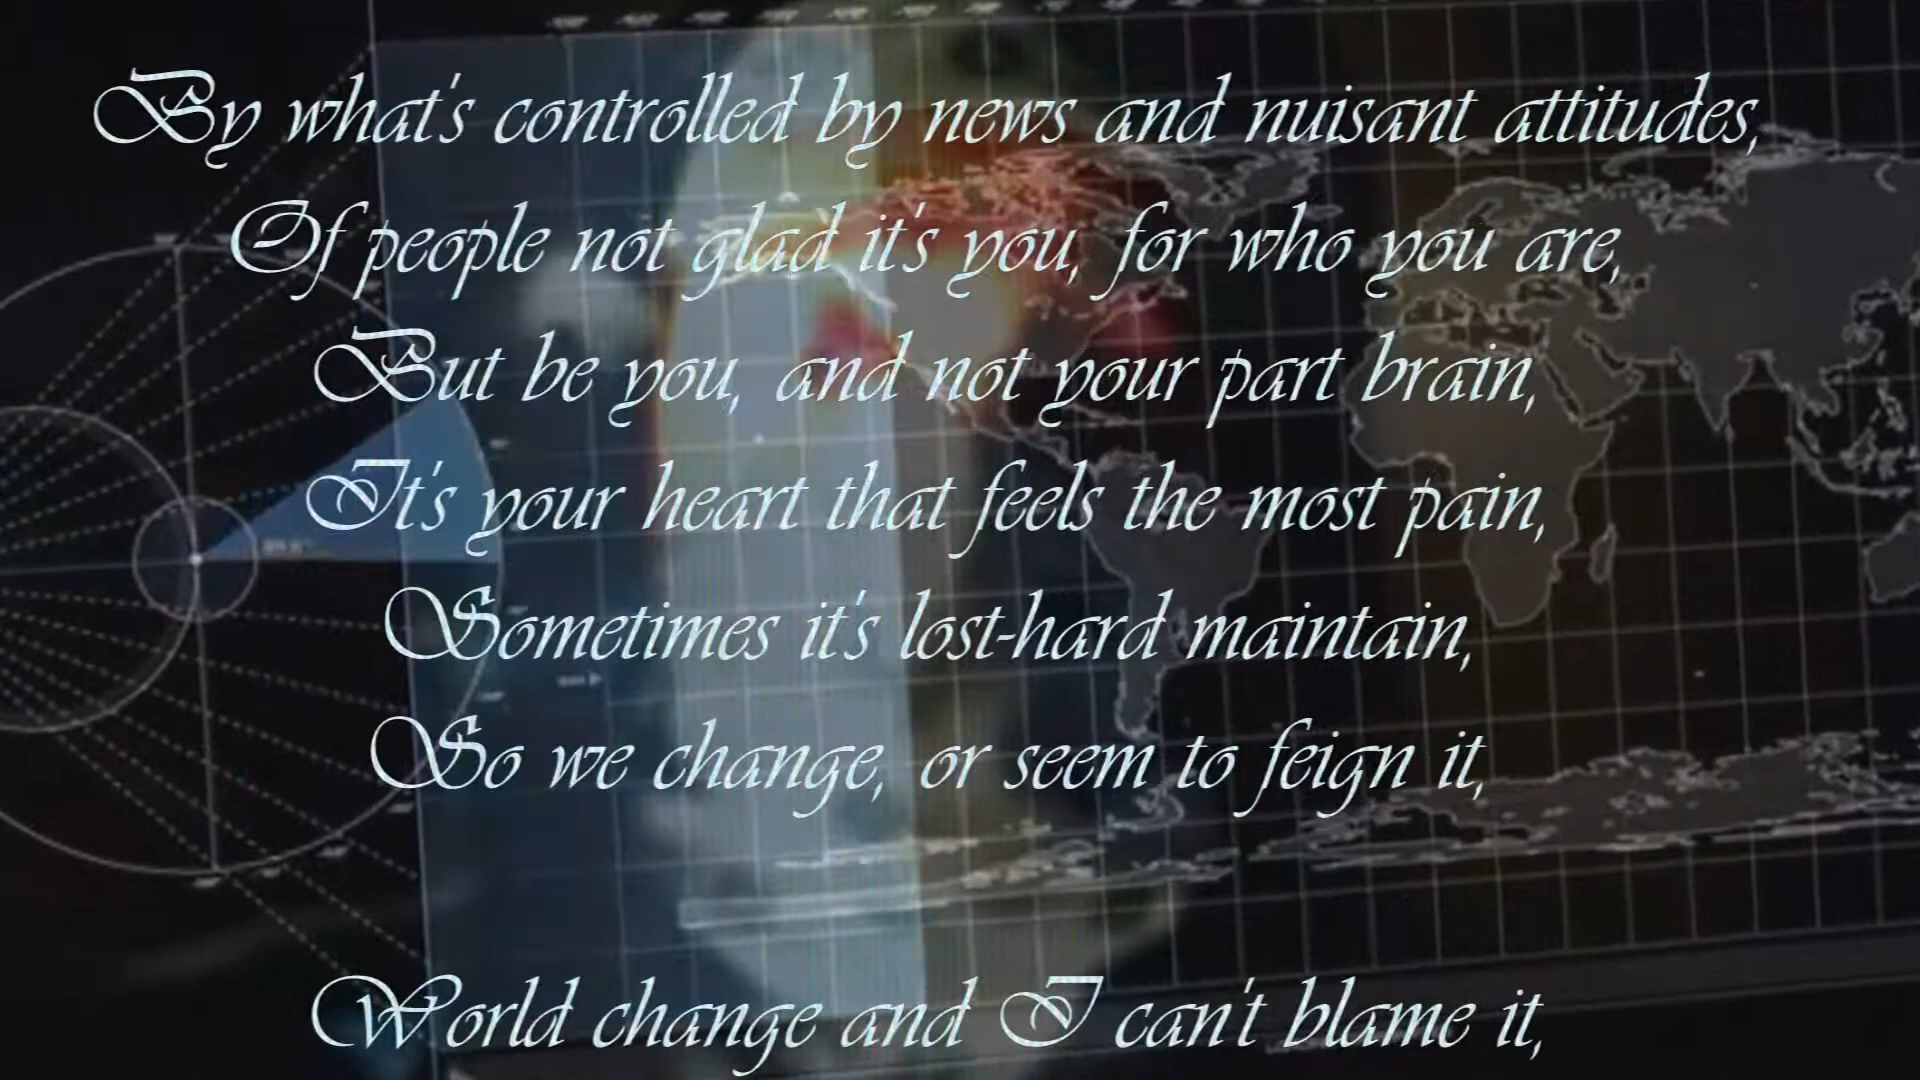 By what's controlled by news and nuisant attitudes,
Of people not glad it's you, for who you are,
But be you, and not your part brain,
It's your heart that feels the most pain,
Sometimes it's lost-hard maintain,
So we change, or seem to feign it,
World change and I can't blame it,